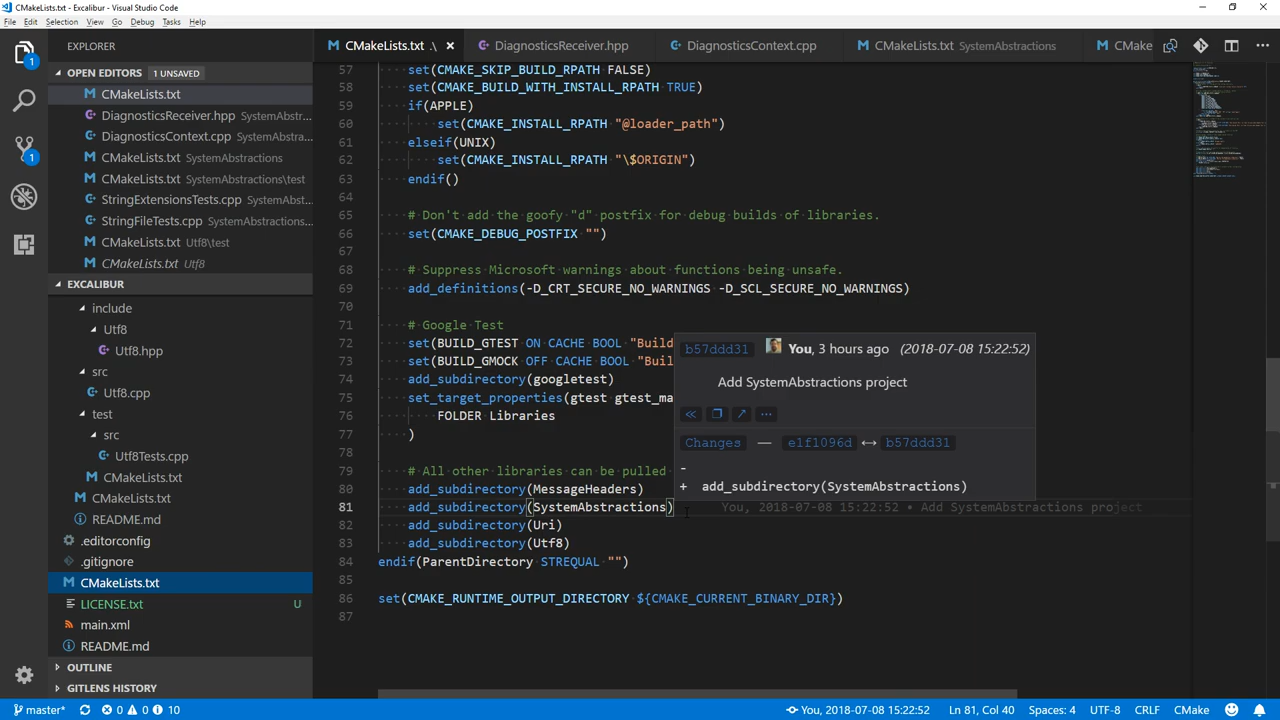 CMakeLists.txt - Excalibur - Visual Studio Code
File Edit Selection View Go Debug Tasks Help
EXPLORER
CMakeLists.txt .\
DiagnosticsReceiver.hpp
DiagnosticsContext.cpp
CMakeLists.txt SystemAbstractions
CMake
OPEN EDITORS 1 UNSAVED
CMakeLists.txt
DiagnosticsReceiver.hpp SystemAbstr...
DiagnosticsContext.cpp SystemAbstra...
CMakeLists.txt SystemAbstractions
CMakeLists.txt SystemAbstractions\test
StringExtensionsTests.cpp SystemAbst...
StringFileTests.cpp SystemAbstractions...
CMakeLists.txt Utf8\test
CMakeLists.txt Utf8
EXCALIBUR
include
Utf8
Utf8.hpp
src
Utf8.cpp
test
src
Utf8Tests.cpp
CMakeLists.txt
CMakeLists.txt
README.md
.editorconfig
.gitignore
CMakeLists.txt
LICENSE.txt U
main.xml
README.md
OUTLINE
GITLENS HISTORY
1
1
57 set(CMAKE_SKIP_BUILD_RPATH FALSE)
58 set(CMAKE_BUILD_WITH_INSTALL_RPATH TRUE)
59 if(APPLE)
60 set(CMAKE_INSTALL_RPATH "@loader_path")
61 elseif(UNIX)
62 set(CMAKE_INSTALL_RPATH "\$ORIGIN")
63 endif()
64
65 # Don't add the goofy "d" postfix for debug builds of libraries.
66 set(CMAKE_DEBUG_POSTFIX "")
67
68 # Suppress Microsoft warnings about functions being unsafe.
69 add_definitions(-D_CRT_SECURE_NO_WARNINGS -D_SCL_SECURE_NO_WARNINGS)
70
71 # Google Test
72 set(BUILD_GTEST ON CACHE BOOL "Build
73 set(BUILD_GMOCK OFF CACHE BOOL "Buil
74 add_subdirectory(googletest)
75 set_target_properties(gtest gtest_ma
76 FOLDER Libraries
77 )
78
79 # All other libraries can be pulled
80 add_subdirectory(MessageHeaders)
81 add_subdirectory(SystemAbstractions) You, 2018-07-08 15:22:52 • Add SystemAbstractions project
82 add_subdirectory(Uri)
83 add_subdirectory(Utf8)
84 endif(ParentDirectory STREQUAL "")
85
86 set(CMAKE_RUNTIME_OUTPUT_DIRECTORY ${CMAKE_CURRENT_BINARY_DIR})
87
b57ddd31 You, 3 hours ago (2018-07-08 15:22:52)
Add SystemAbstractions project
Changes — e1f1096d ↔ b57ddd31
-
+ add_subdirectory(SystemAbstractions)
master* 0 0 10
You, 2018-07-08 15:22:52 Ln 81, Col 40 Spaces: 4 UTF-8 CRLF CMake